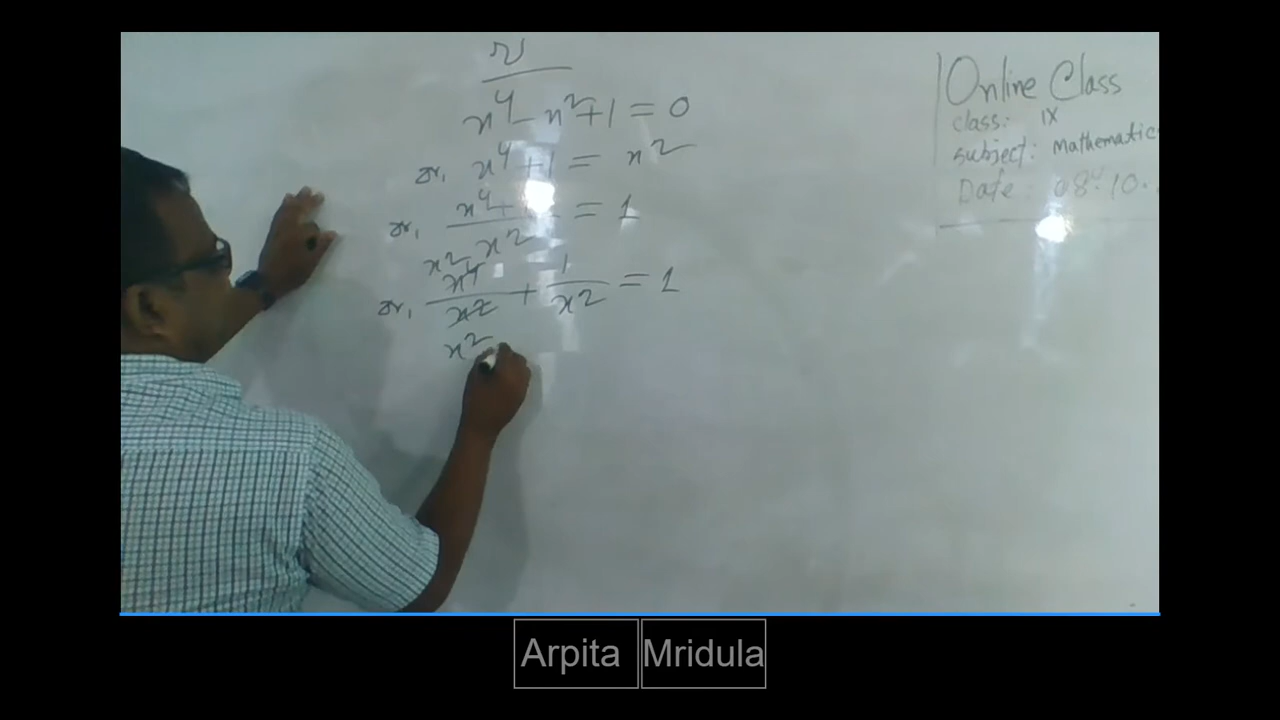 x⁴ - x² + 1 = 0
or, x⁴ + 1 = x²
or, x⁴ + / x² = 1
or, x⁴/x² + 1/x² = 1
x²
x²
Online Class
class: IX
subject: Mathematic
Date: 08.10.
Arpita
Mridula